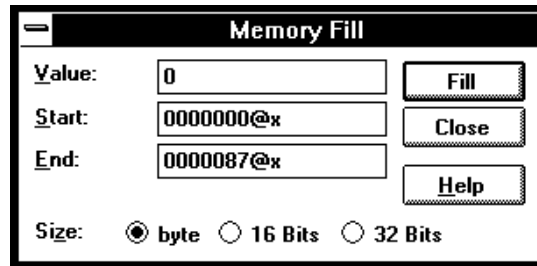 Memory Fill
Value: 0 Fill
Start: 0000000@x Close
End: 0000087@x
Help
Size: byte 16 Bits 32 Bits